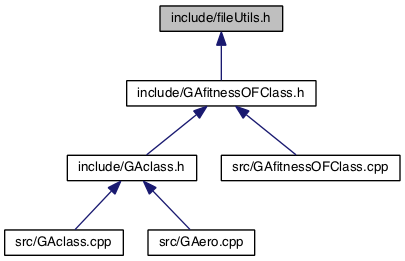 include/fileUtils.h
include/GAfitnessOFClass.h
include/GAclass.h
src/GAfitnessOFClass.cpp
src/GAclass.cpp
src/GAero.cpp